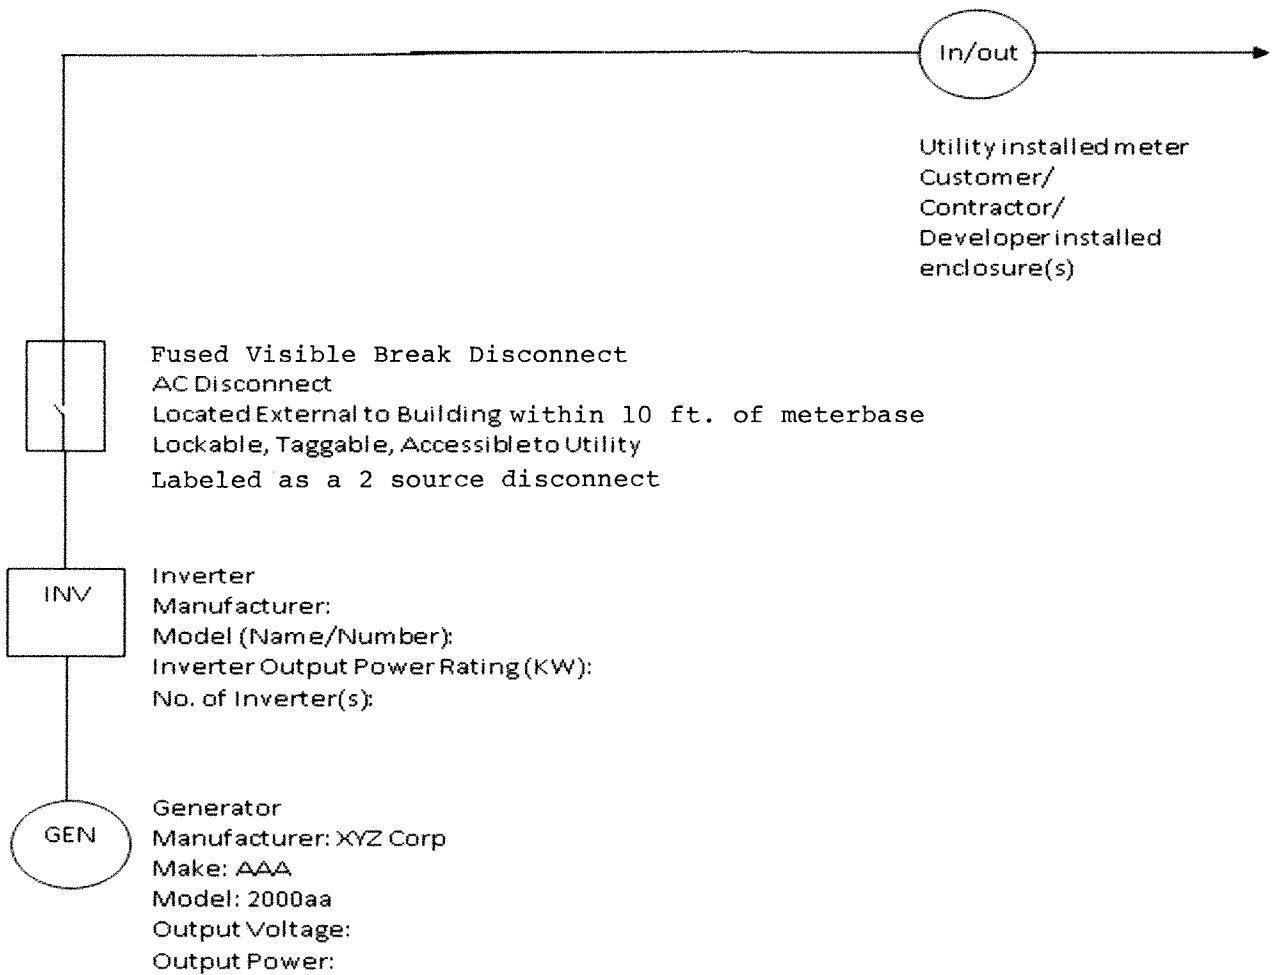 In/out
Utility installed meter
Customer/
Contractor/
Developer installed
enclosure(s)
Fused Visible Break Disconnect
AC Disconnect
Located External to Building within 10 ft. of meterbase
Lockable, Taggable, Accessible to Utility
Labeled as a 2 source disconnect
INV
Inverter
Manufacturer:
Model (Name/Number):
Inverter Output Power Rating (KW):
No. of Inverter(s):
GEN
Generator
Manufacturer: XYZ Corp
Make: AAA
Model: 2000aa
Output Voltage:
Output Power: